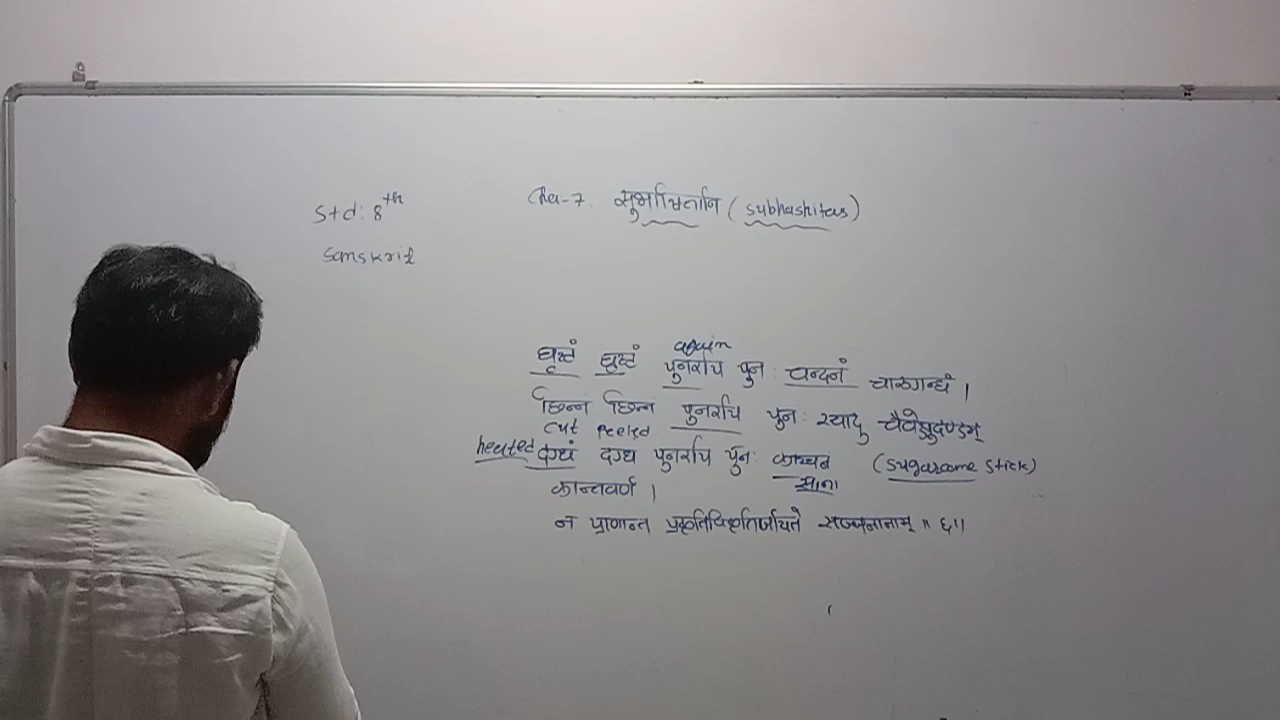 Std: 8th
Sanskrit
Cha-7. सुभाषितानि (subhashitas)
again
घृष्टं घृष्टं पुनरपि पुनः चन्दनं चारुगन्धं ।
छिन्न छिन्न पुनरपि पुनः स्वादु चैवेक्षुदण्डम्
cut peeled
heated दग्धं दग्ध पुनरपि पुनः काञ्चन (sugarcane stick)
कान्तवर्ण । सोना
न प्राणान्त प्रकृतिविकृतिर्जायते सज्जनानाम् ॥ ६ ॥